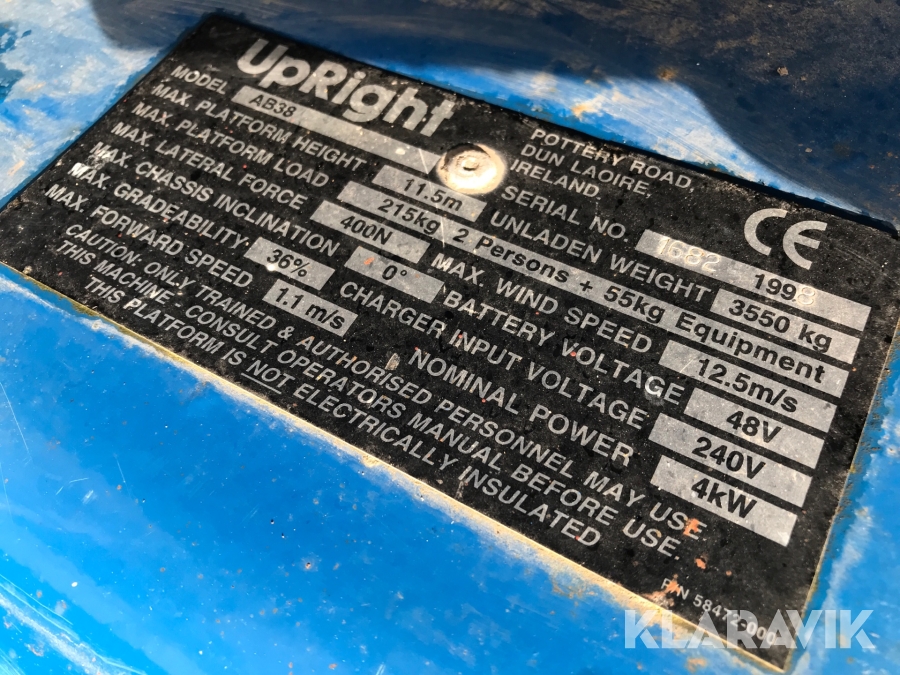 UpRight
POTTERY ROAD,
DUN LAOIRE,
IRELAND.
CE
MODEL AB38 SERIAL NO. 1682 1998
MAX. PLATFORM HEIGHT 11.5m UNLADEN WEIGHT 3550 kg
MAX. PLATFORM LOAD 215kg 2 Persons + 55kg Equipment
MAX. LATERAL FORCE 400N MAX. WIND SPEED 12.5m/s
MAX. CHASSIS INCLINATION 0° BATTERY VOLTAGE 48V
MAX. GRADEABILITY 36% CHARGER INPUT VOLTAGE 240V
MAX. FORWARD SPEED 1.1 m/s NOMINAL POWER 4kW
CAUTION: ONLY TRAINED & AUTHORISED PERSONNEL MAY USE
THIS MACHINE - CONSULT OPERATORS MANUAL BEFORE USE.
THIS PLATFORM IS NOT ELECTRICALLY INSULATED
P/N 58472-000
KLARAVIK